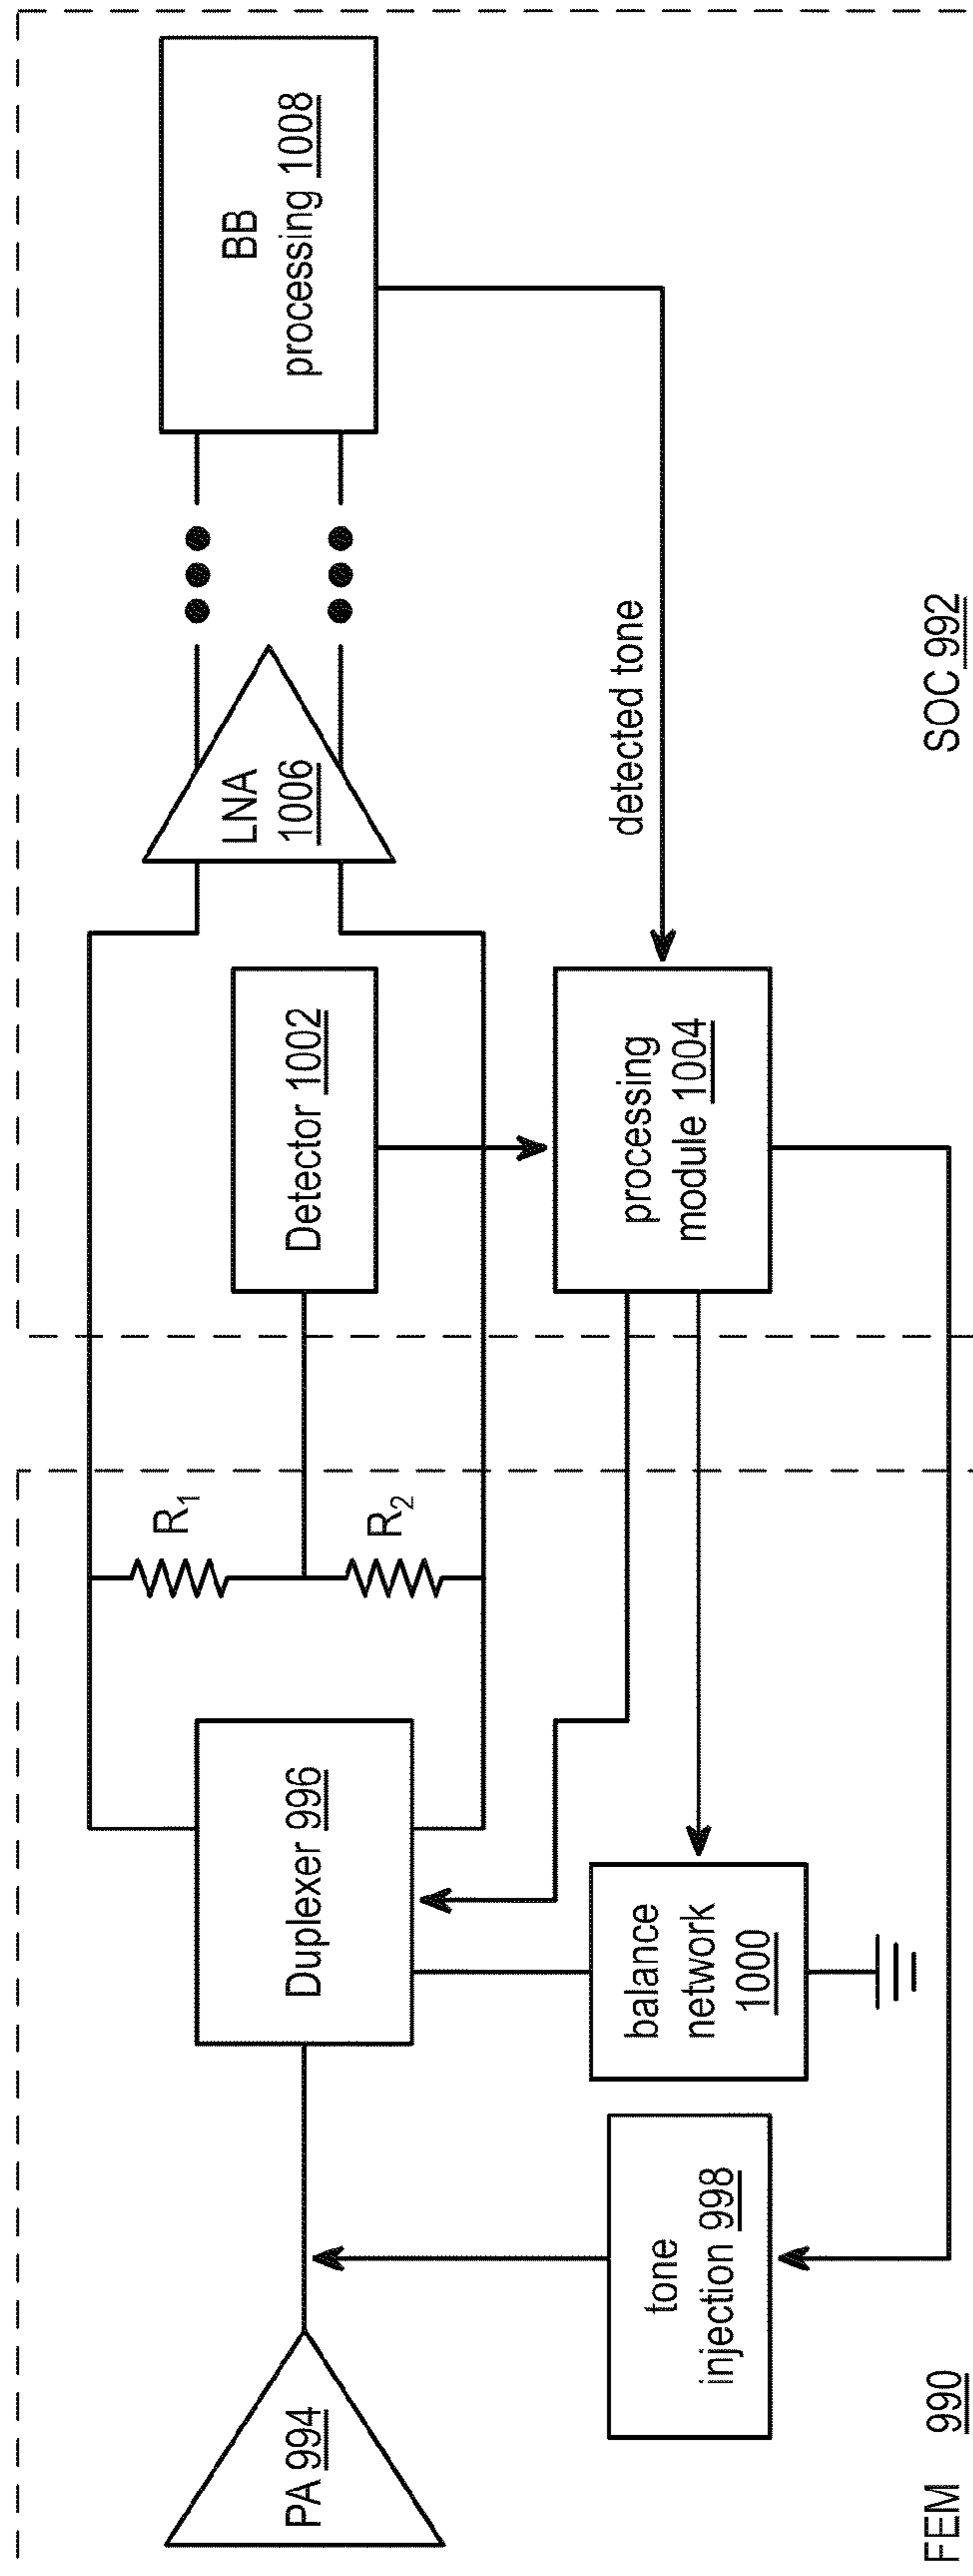 PA 994
Duplexer 996
tone
injection 998
balance
network
1000
R1
R2
Detector 1002
processing
module 1004
LNA
1006
BB
processing 1008
detected tone
FEM 990
SOC 992